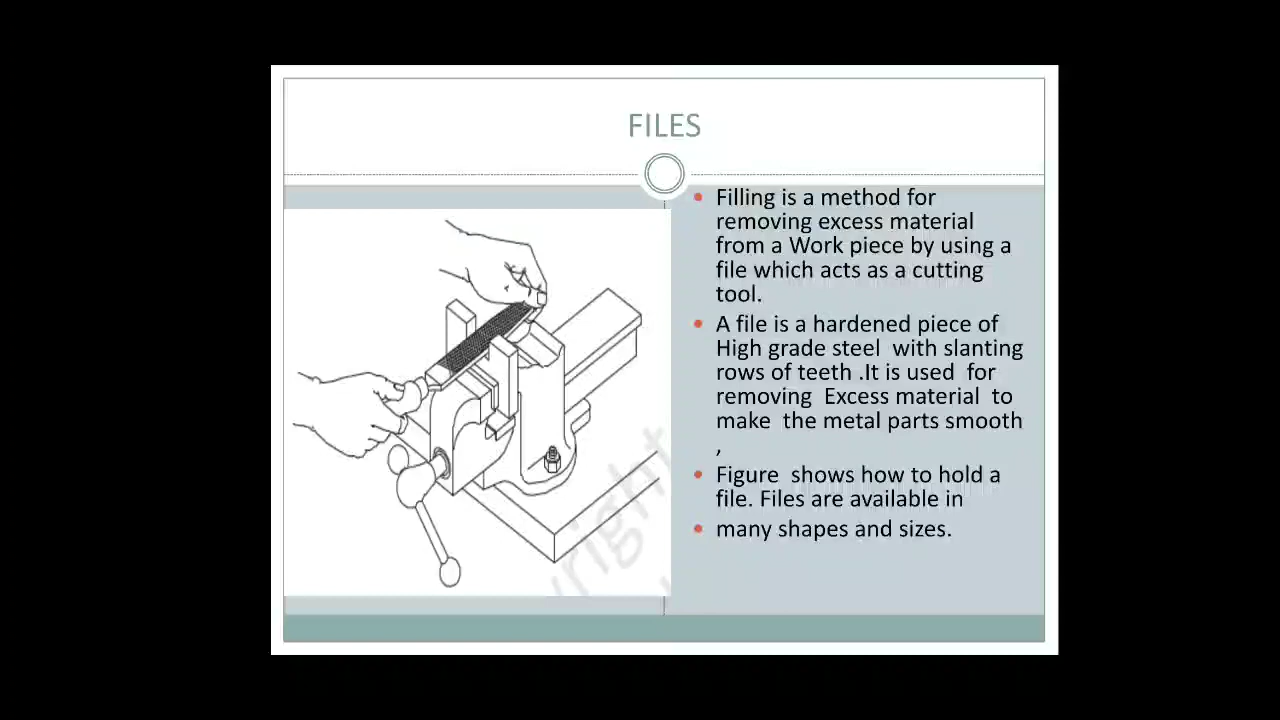 FILES
Filling is a method for
removing excess material
from a Work piece by using a
file which acts as a cutting
tool.
A file is a hardened piece of
High grade steel  with slanting
rows of teeth .It is used  for
removing  Excess material  to
make  the metal parts smooth
,
Figure  shows how to hold a
file. Files are available in
many shapes and sizes.